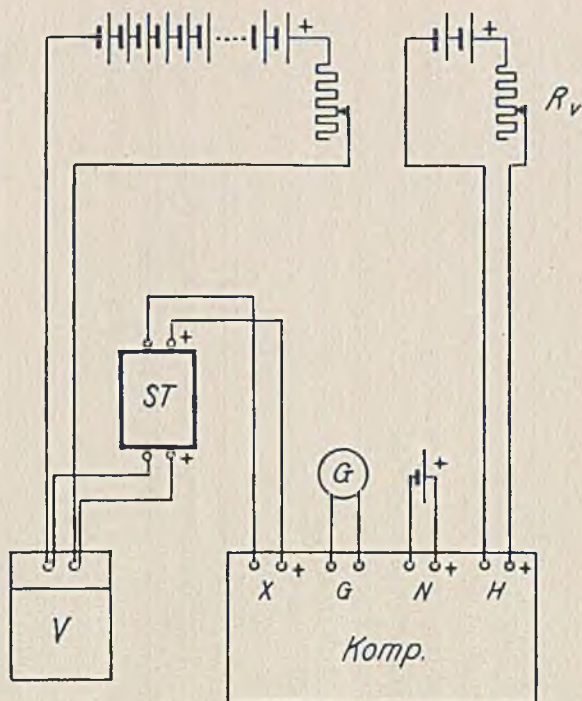 + +
R_v
+
ST
+
G +
X + G N + H +
V
Komp.